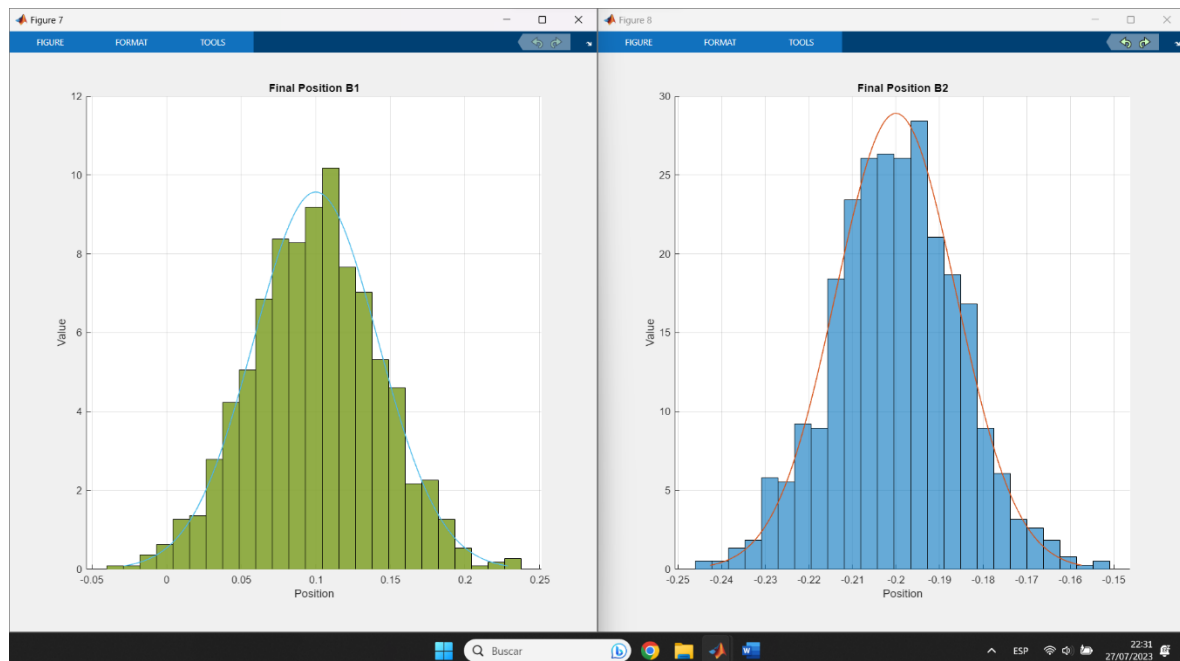 Figure 7
FIGURE FORMAT TOOLS
Final Position B1
12
10
8
6
4
2
0
Value
-0.05 0 0.05 0.1 0.15 0.2 0.25
Position
Figure 8
FIGURE FORMAT TOOLS
Final Position B2
30
25
20
15
10
5
0
Value
-0.25 -0.24 -0.23 -0.22 -0.21 -0.2 -0.19 -0.18 -0.17 -0.16 -0.15
Position
Buscar
ESP
22:31
27/07/2023